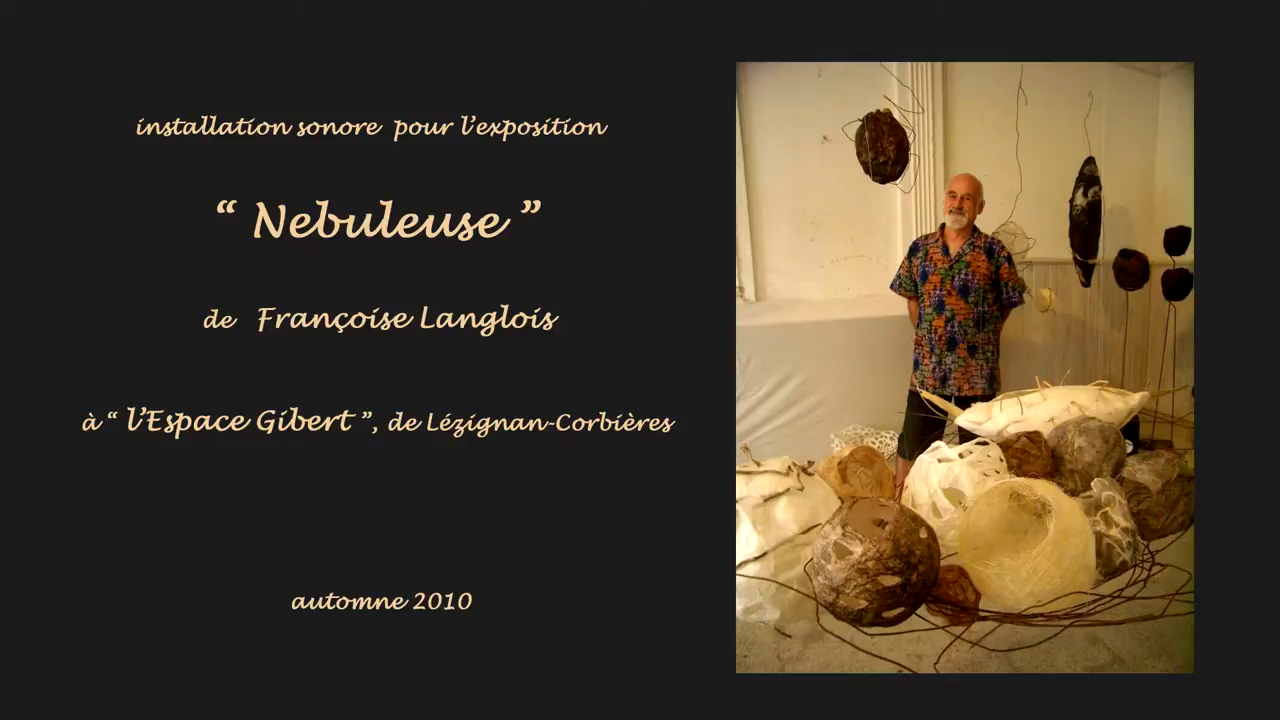 installation sonore pour l'exposition
“ Nebuleuse ”
de Françoise Langlois
à “ l'Espace Gibert ”, de Lézignan-Corbières
automne 2010